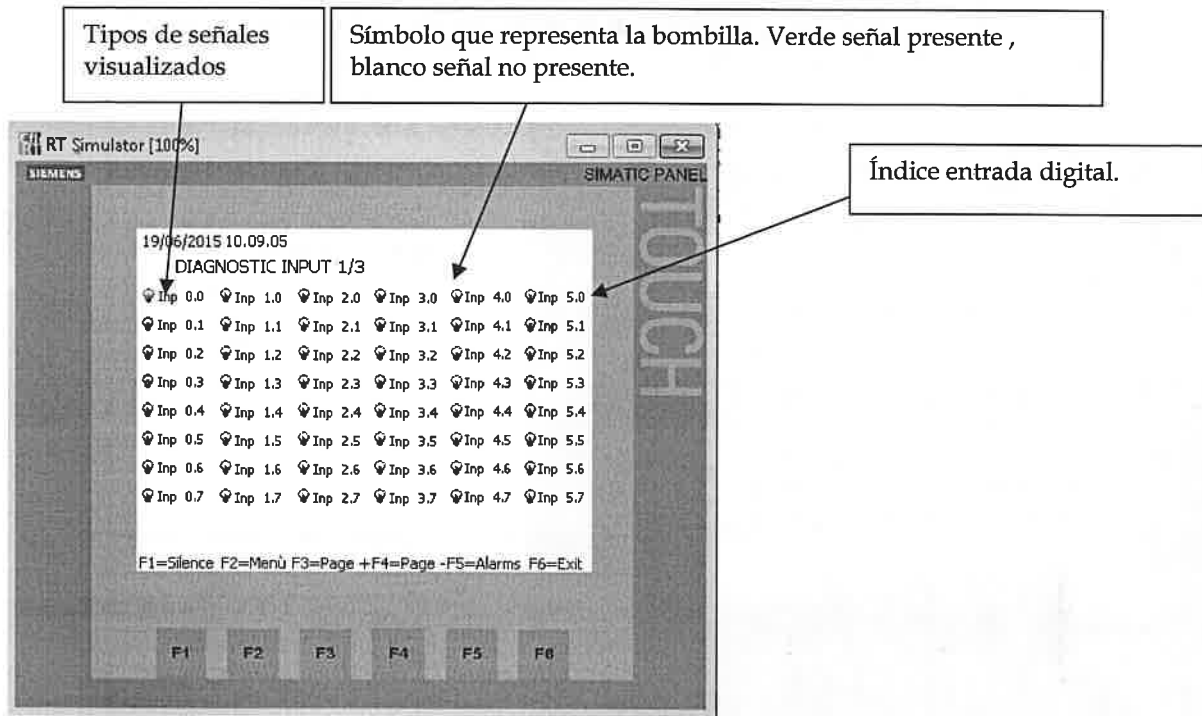 Tipos de señales
visualizados
Símbolo que representa la bombilla. Verde señal presente ,
blanco señal no presente.
Índice entrada digital.
RT Simulator [100%]
SIEMENS
SIMATIC PANEL
TOUCH
19/06/2015 10.09.05
DIAGNOSTIC INPUT 1/3
Inp 0.0 Inp 1.0 Inp 2.0 Inp 3.0 Inp 4.0 Inp 5.0
Inp 0.1 Inp 1.1 Inp 2.1 Inp 3.1 Inp 4.1 Inp 5.1
Inp 0.2 Inp 1.2 Inp 2.2 Inp 3.2 Inp 4.2 Inp 5.2
Inp 0.3 Inp 1.3 Inp 2.3 Inp 3.3 Inp 4.3 Inp 5.3
Inp 0.4 Inp 1.4 Inp 2.4 Inp 3.4 Inp 4.4 Inp 5.4
Inp 0.5 Inp 1.5 Inp 2.5 Inp 3.5 Inp 4.5 Inp 5.5
Inp 0.6 Inp 1.6 Inp 2.6 Inp 3.6 Inp 4.6 Inp 5.6
Inp 0.7 Inp 1.7 Inp 2.7 Inp 3.7 Inp 4.7 Inp 5.7
F1=Silence F2=Menù F3=Page +F4=Page -F5=Alarms F6=Exit
F1 F2 F3 F4 F5 F6